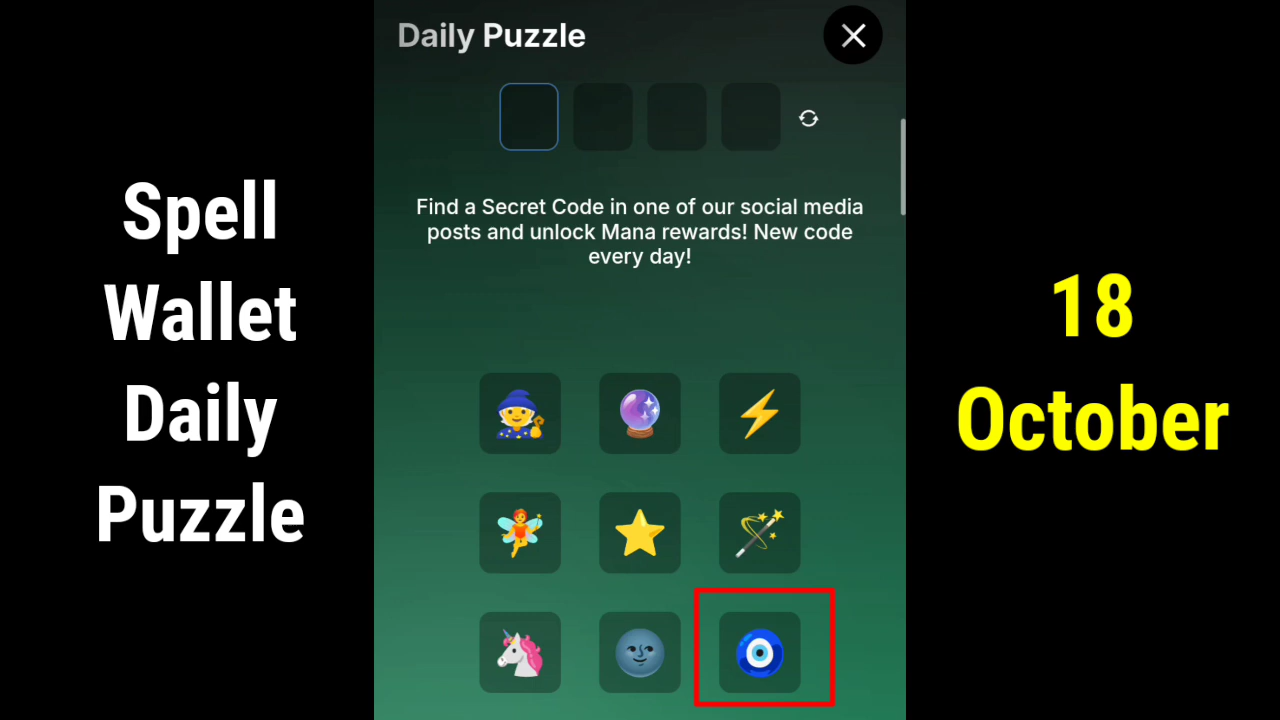 Daily Puzzle
Find a Secret Code in one of our social media
posts and unlock Mana rewards! New code
every day!
Spell
Wallet
Daily
Puzzle
18
October